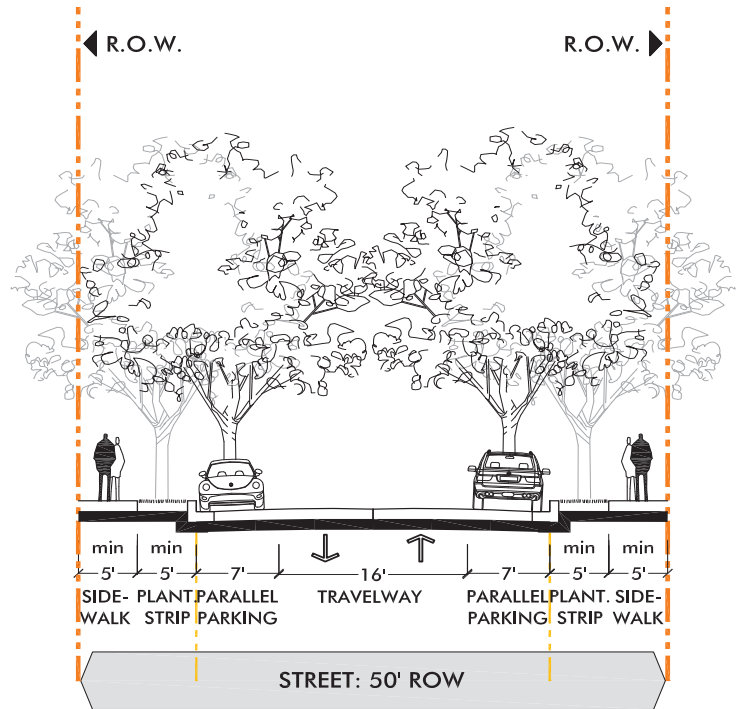 R.O.W. R.O.W.
min min min min
5' 5' 7' 16' 7' 5' 5'
SIDE- PLANT. PARALLEL TRAVELWAY PARALLEL PLANT. SIDE-
WALK STRIP PARKING PARKING STRIP WALK
STREET: 50' ROW